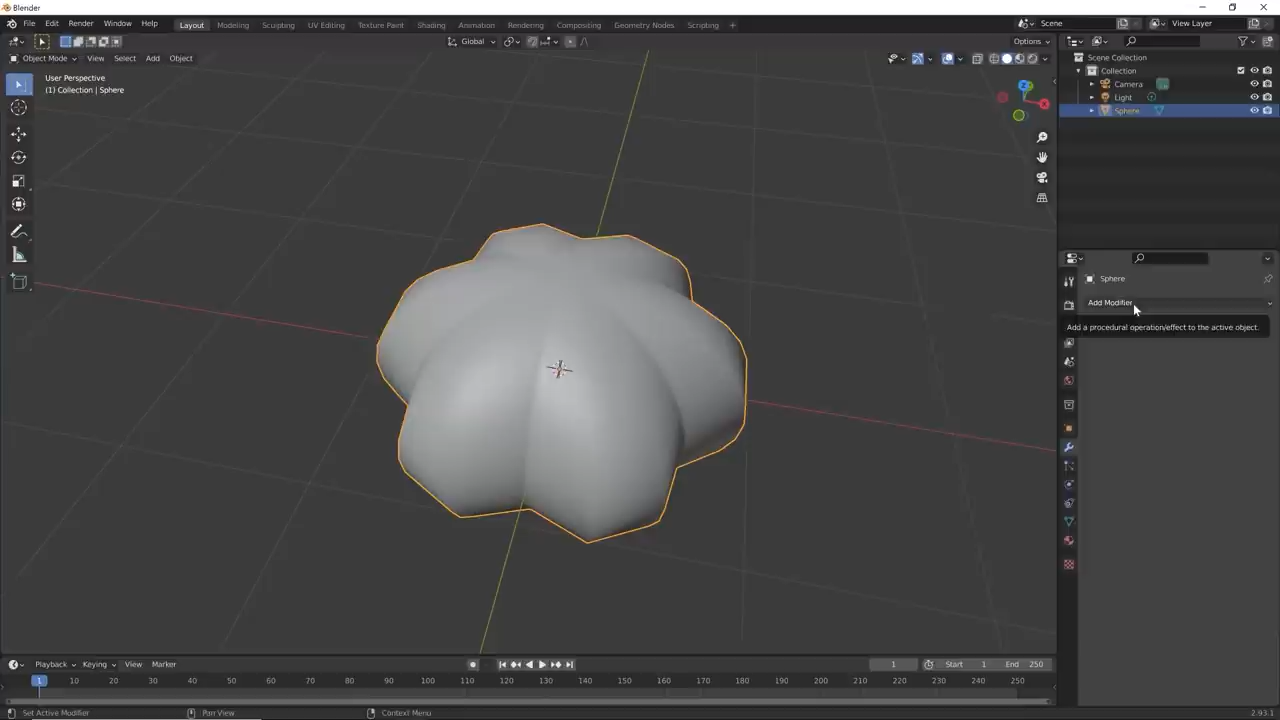 Blender
File Edit Render Window Help
Layout Modeling Sculpting UV Editing Texture Paint Shading Animation Rendering Compositing Geometry Nodes Scripting +
Scene
View Layer
Global
Options
Object Mode View Select Add Object
User Perspective
(1) Collection | Sphere
Scene Collection
Collection
Camera
Light
Sphere
Sphere
Add Modifier
Add a procedural operation/effect to the active object.
Playback Keying View Marker
1 Start 1 End 250
1 10 20 30 40 50 60 70 80 90 100 110 120 130 140 150 160 170 180 190 200 210 220 230 240 250
Set Active Modifier Pan View Context Menu 2.93.1